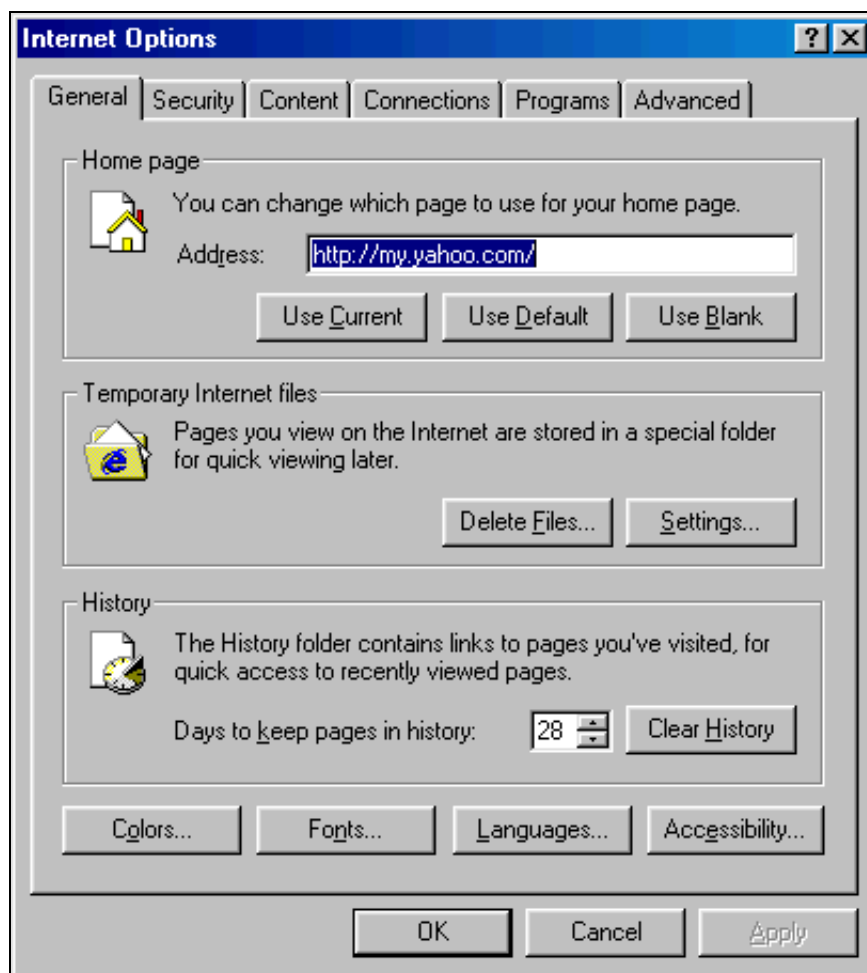 Internet Options
General Security Content Connections Programs Advanced
Home page
You can change which page to use for your home page.
Address: http://my.yahoo.com/
Use Current Use Default Use Blank
Temporary Internet files
Pages you view on the Internet are stored in a special folder
for quick viewing later.
Delete Files... Settings...
History
The History folder contains links to pages you've visited, for
quick access to recently viewed pages.
Days to keep pages in history: 28 Clear History
Colors... Fonts... Languages... Accessibility...
OK Cancel Apply